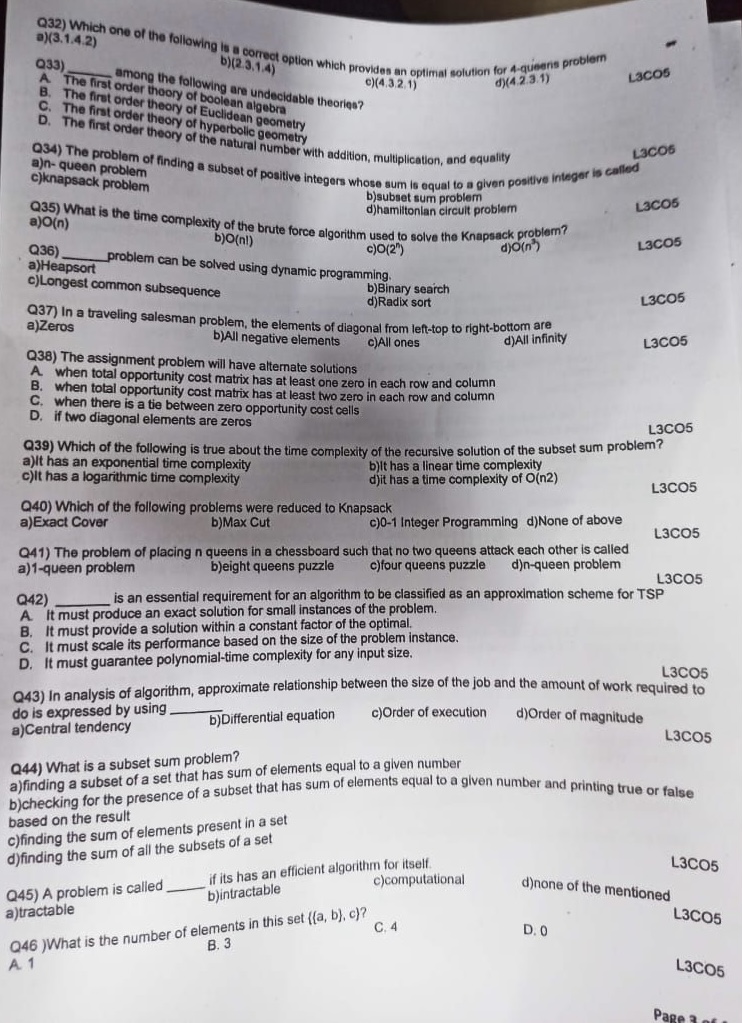 Q32) Which one of the following is a correct option which provides an optimal solution for 4-queens problem
a)(3.1.4.2) b)(2.3.1.4) c)(4.3.2.1) d)(4.2.3.1)
L3CO5
Q33) ______ among the following are undecidable theories?
A. The first order theory of boolean algebra
B. The first order theory of Euclidean geometry
C. The first order theory of hyperbolic geometry
D. The first order theory of the natural number with addition, multiplication, and equality
L3CO5
Q34) The problem of finding a subset of positive integers whose sum is equal to a given positive integer is called
a)n- queen problem b)subset sum problem
c)knapsack problem d)hamiltonian circuit problem
L3CO5
Q35) What is the time complexity of the brute force algorithm used to solve the Knapsack problem?
a)O(n) b)O(n!) c)O(2ⁿ) d)O(n³)
L3CO5
Q36) ______problem can be solved using dynamic programming.
a)Heapsort b)Binary search
c)Longest common subsequence d)Radix sort
L3CO5
Q37) In a traveling salesman problem, the elements of diagonal from left-top to right-bottom are
a)Zeros b)All negative elements c)All ones d)All infinity
L3CO5
Q38) The assignment problem will have alternate solutions
A. when total opportunity cost matrix has at least one zero in each row and column
B. when total opportunity cost matrix has at least two zero in each row and column
C. when there is a tie between zero opportunity cost cells
D. if two diagonal elements are zeros
L3CO5
Q39) Which of the following is true about the time complexity of the recursive solution of the subset sum problem?
a)It has an exponential time complexity b)It has a linear time complexity
c)It has a logarithmic time complexity d)it has a time complexity of O(n2)
L3CO5
Q40) Which of the following problems were reduced to Knapsack
a)Exact Cover b)Max Cut c)0-1 Integer Programming d)None of above
L3CO5
Q41) The problem of placing n queens in a chessboard such that no two queens attack each other is called
a)1-queen problem b)eight queens puzzle c)four queens puzzle d)n-queen problem
L3CO5
Q42) ______ is an essential requirement for an algorithm to be classified as an approximation scheme for TSP
A. It must produce an exact solution for small instances of the problem.
B. It must provide a solution within a constant factor of the optimal.
C. It must scale its performance based on the size of the problem instance.
D. It must guarantee polynomial-time complexity for any input size.
L3CO5
Q43) In analysis of algorithm, approximate relationship between the size of the job and the amount of work required to
do is expressed by using ______
a)Central tendency b)Differential equation c)Order of execution d)Order of magnitude
L3CO5
Q44) What is a subset sum problem?
a)finding a subset of a set that has sum of elements equal to a given number
b)checking for the presence of a subset that has sum of elements equal to a given number and printing true or false
based on the result
c)finding the sum of elements present in a set
d)finding the sum of all the subsets of a set
L3CO5
Q45) A problem is called ______ if its has an efficient algorithm for itself.
a)tractable b)intractable c)computational d)none of the mentioned
L3CO5
Q46 )What is the number of elements in this set {{a, b}, c}?
A. 1 B. 3 C. 4 D. 0
L3CO5
Page 3